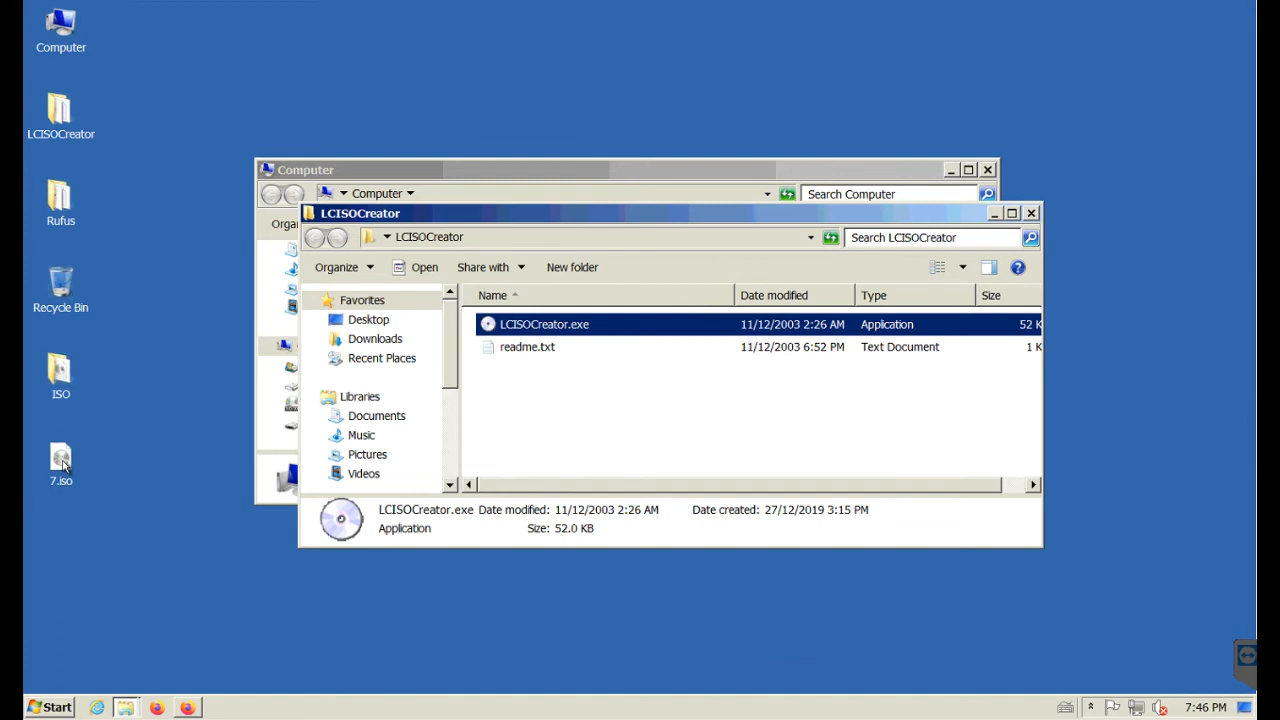 Computer
LCISOCreator
Rufus
Recycle Bin
ISO
7.iso
Computer
Computer
Search Computer
Orga
LCISOCreator
LCISOCreator
Search LCISOCreator
Organize Open Share with New folder
Favorites
Desktop
Downloads
Recent Places
Libraries
Documents
Music
Pictures
Videos
Name Date modified Type Size
LCISOCreator.exe 11/12/2003 2:26 AM Application 52 K
readme.txt 11/12/2003 6:52 PM Text Document 1 K
LCISOCreator.exe Date modified: 11/12/2003 2:26 AM Date created: 27/12/2019 3:15 PM
Application Size: 52.0 KB
Start 7:46 PM